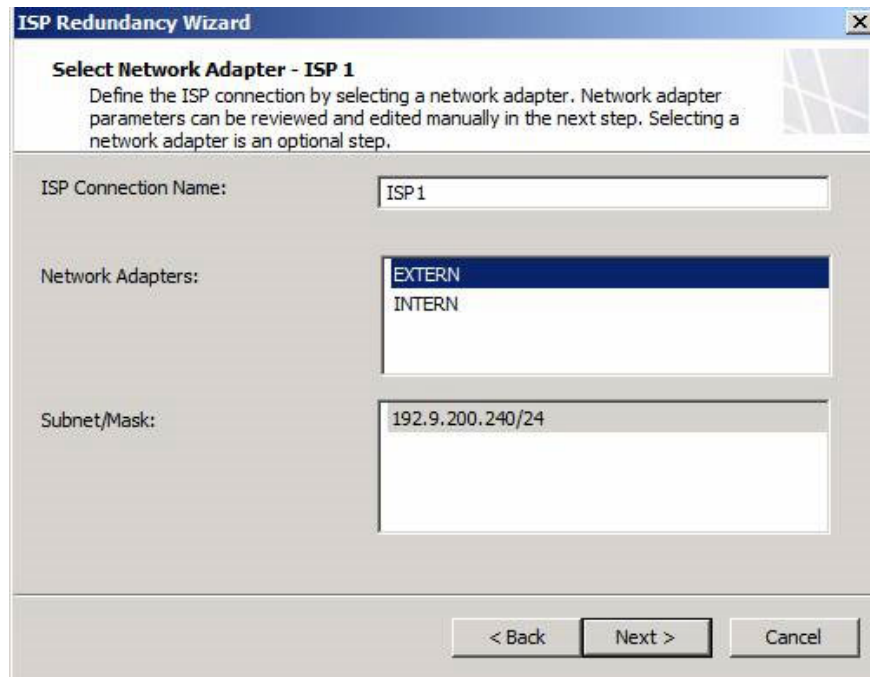 ISP Redundancy Wizard
Select Network Adapter - ISP 1
Define the ISP connection by selecting a network adapter. Network adapter
parameters can be reviewed and edited manually in the next step. Selecting a
network adapter is an optional step.
ISP Connection Name:
ISP1
Network Adapters:
EXTERN
INTERN
Subnet/Mask:
192.9.200.240/24
< Back
Next >
Cancel